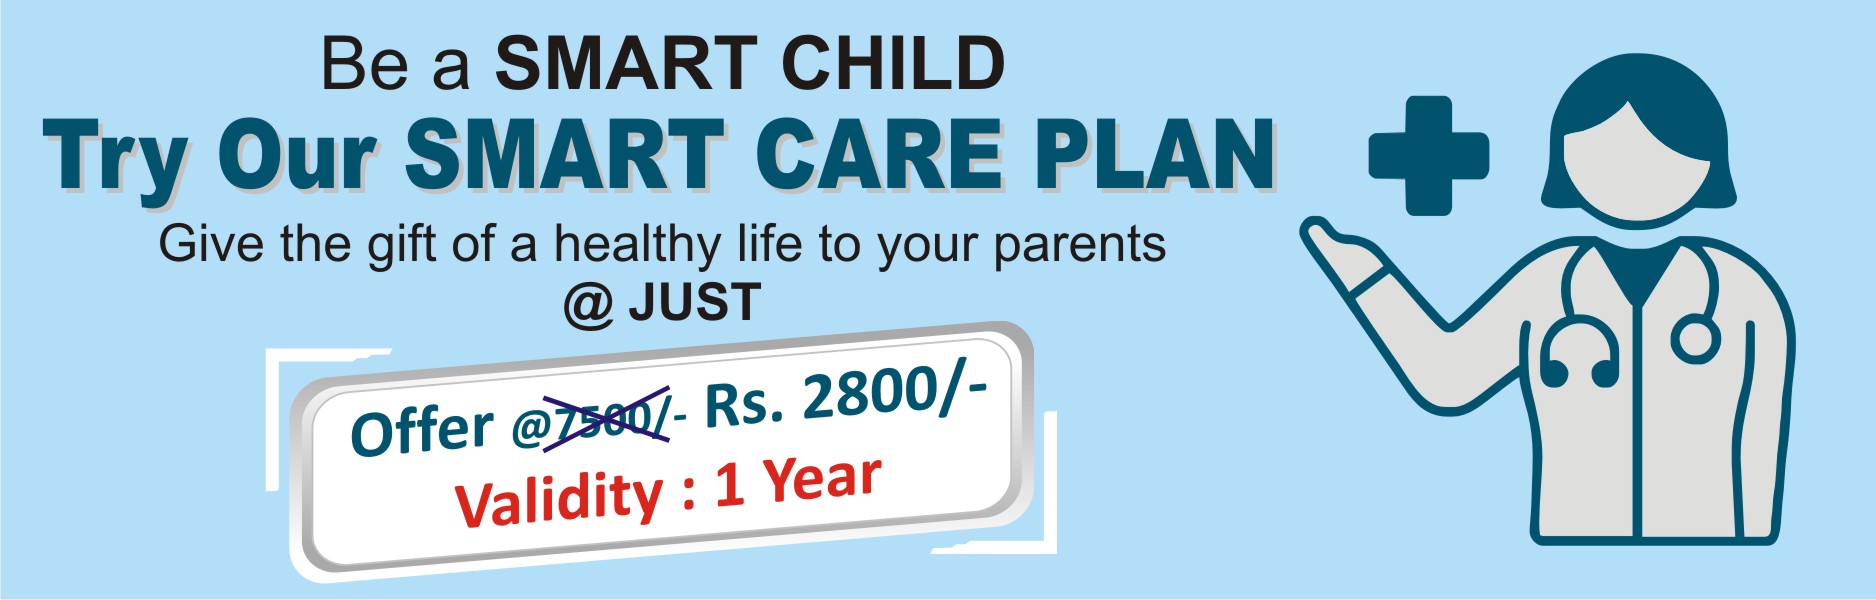 Be a SMART CHILD
Try Our SMART CARE PLAN
Give the gift of a healthy life to your parents
@ JUST
Offer @7500/- Rs. 2800/-
Validity : 1 Year